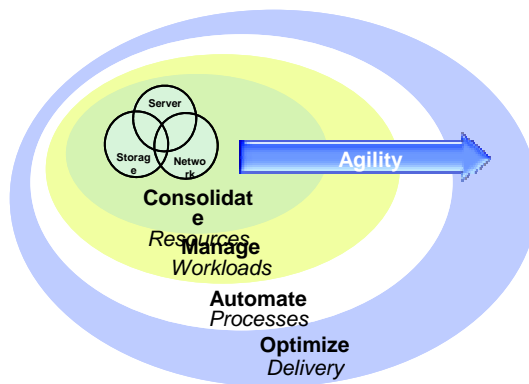 Server
Storag
e
Netwo
rk
Agility
Consolidat
e
Resources
Manage
Workloads
Automate
Processes
Optimize
Delivery